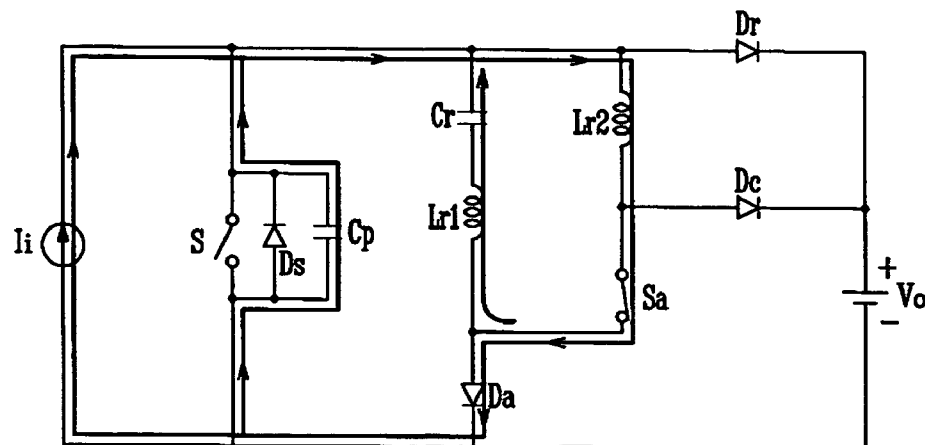 Dr
Cr
Lr2
Dc
Ii
S
Ds
Cp
Lr1
Sa
+
Vo
-
Da